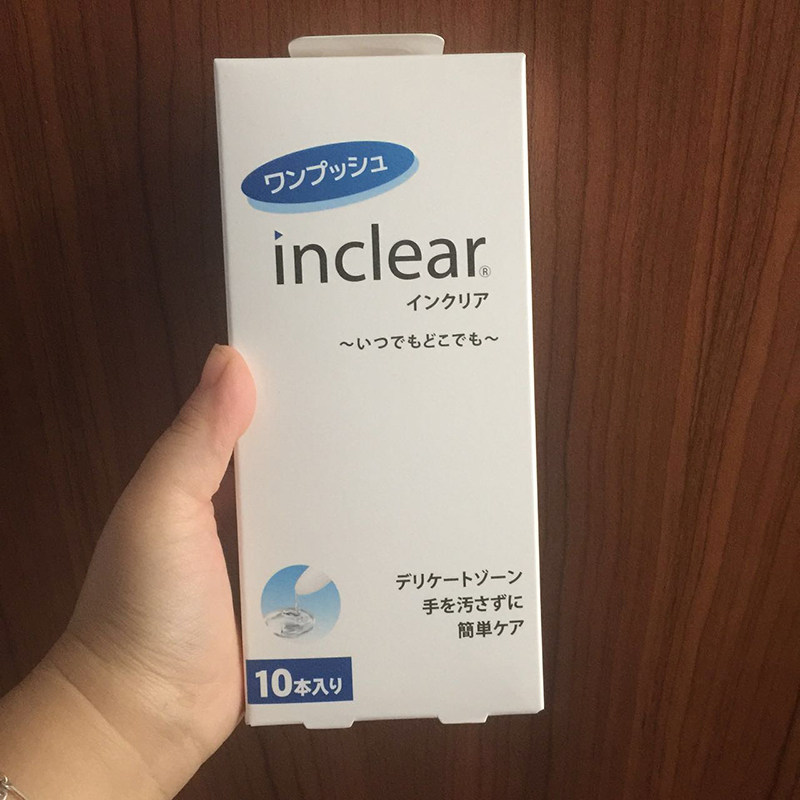 ワンプッシュ
inclear®
インクリア
～いつでもどこでも～
デリケートゾーン
手を汚さずに
簡単ケア
10本入り